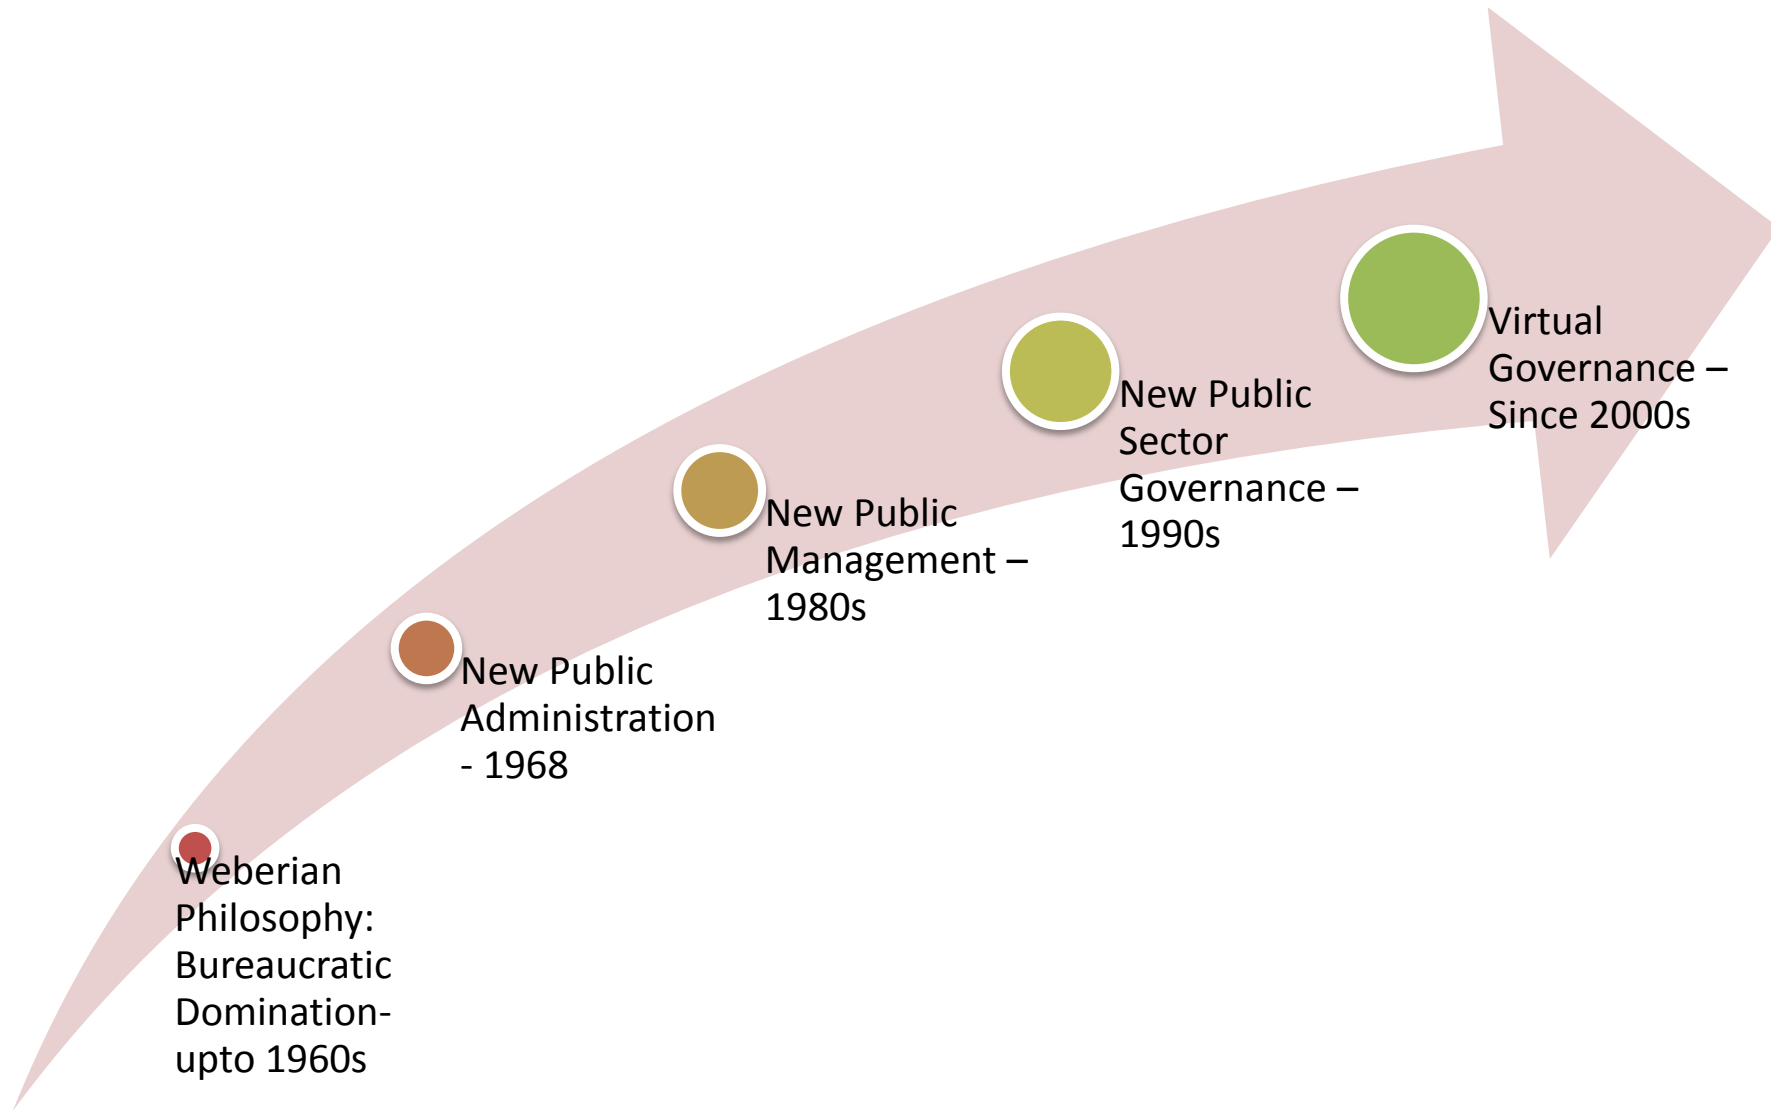 Weberian
Philosophy:
Bureaucratic
Domination-
upto 1960s
New Public
Administration
- 1968
New Public
Management –
1980s
New Public
Sector
Governance –
1990s
Virtual
Governance –
Since 2000s